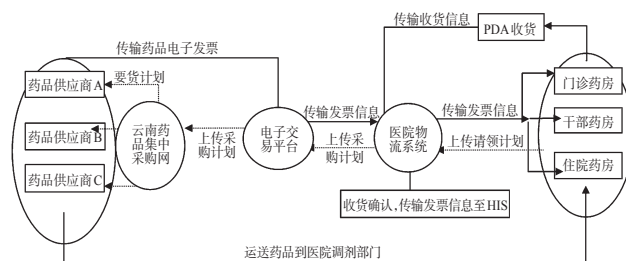 传输收货信息
PDA收货
传输药品电子发票
药品供应商A
要货计划
门诊药房
传输发票信息
传输发票信息
药品供应商B
云南药
品集中
采购网
上传采
购计划
电子交
易平台
上传采
购计划
医院物
流系统
干部药房
上传请领计划
药品供应商C
住院药房
收货确认,传输发票信息至HIS
运送药品到医院调剂部门